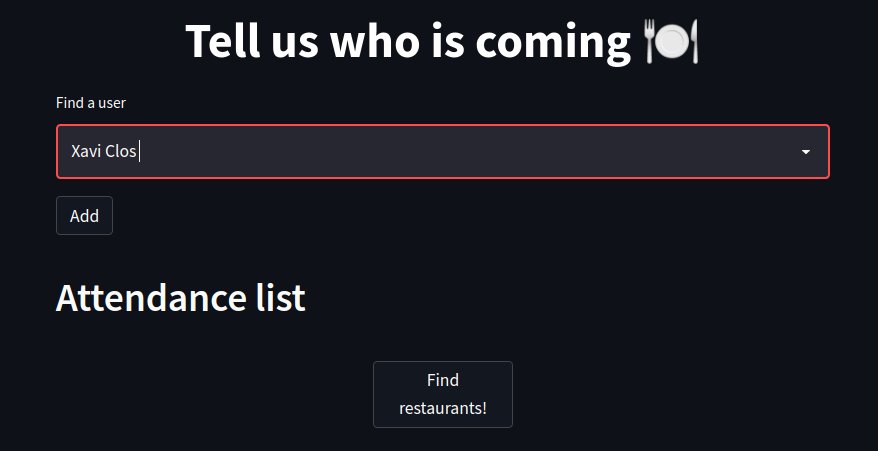 Tell us who is coming 🍽️
Find a user
Xavi Clos
Add
Attendance list
Find
restaurants!